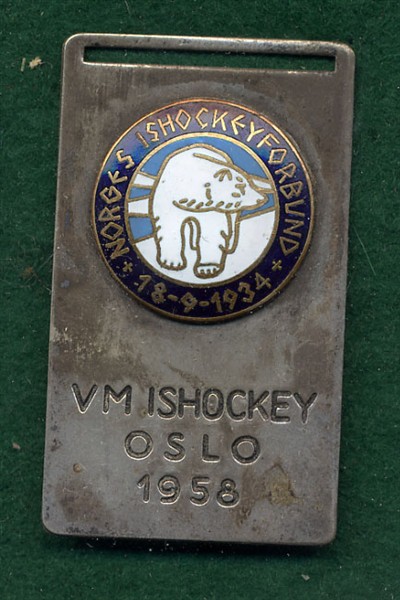 NORGES ISHOCKEYFORBUND
18-9-1934
VM ISHOCKEY
OSLO
1958